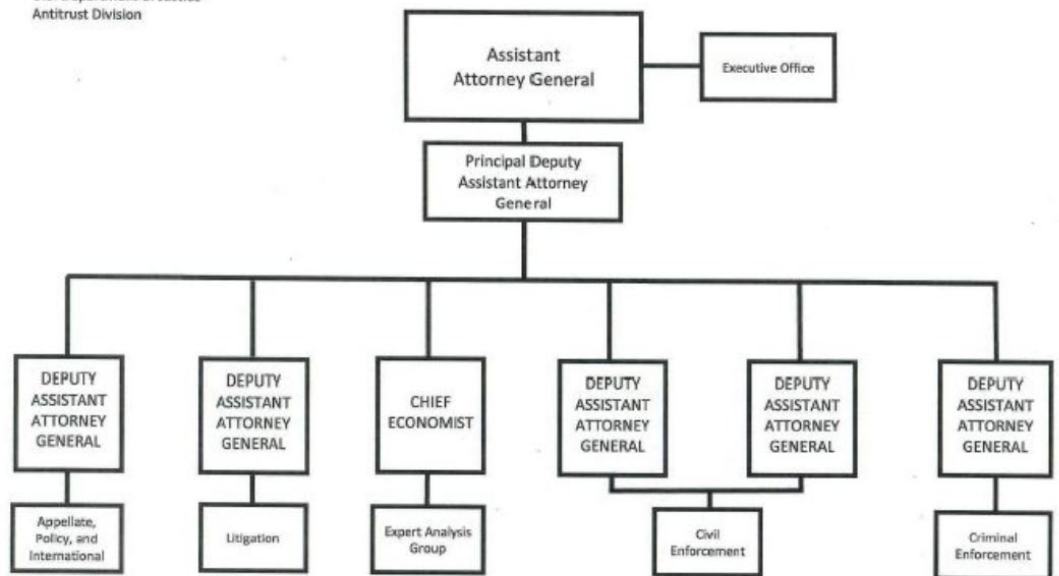 Antitrust Division
Assistant
Attorney General
Executive Office
Principal Deputy
Assistant Attorney
General
DEPUTY
ASSISTANT
ATTORNEY
GENERAL
DEPUTY
ASSISTANT
ATTORNEY
GENERAL
CHIEF
ECONOMIST
DEPUTY
ASSISTANT
ATTORNEY
GENERAL
DEPUTY
ASSISTANT
ATTORNEY
GENERAL
DEPUTY
ASSISTANT
ATTORNEY
GENERAL
Appellate,
Policy, and
International
Litigation
Expert Analysis
Group
Civil
Enforcement
Criminal
Enforcement